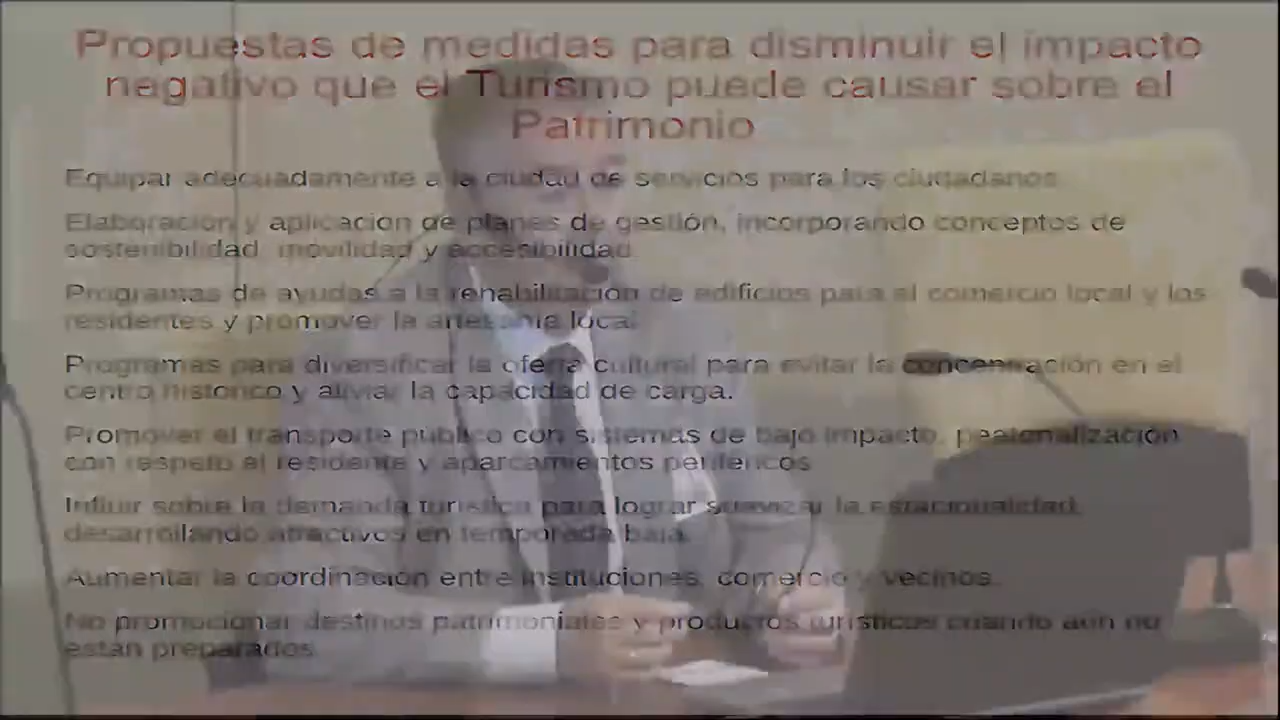 Propuestas de medidas para disminuir el impacto
negativo que el Turismo puede causar sobre el
Patrimonio
Equipar adecuadamente a la ciudad de servicios para los ciudadanos.
Elaboración y aplicación de planes de gestión, incorporando conceptos de
sostenibilidad, movilidad y accesibilidad.
Programas de ayudas a la rehabilitación de edificios para el comercio local y los
residentes y promover la artesanía local.
Programas para diversificar la oferta cultural para evitar la concentración en el
centro histórico y aliviar la capacidad de carga.
Promover el transporte público con sistemas de bajo impacto, peatonalización
con respeto al residente y aparcamientos periféricos.
Influir sobre la demanda turística para lograr suavizar la estacionalidad,
desarrollando atractivos en temporada baja.
Aumentar la coordinación entre instituciones, comercio y vecinos.
No promocionar destinos patrimoniales y productos turísticos cuando aún no
están preparados.